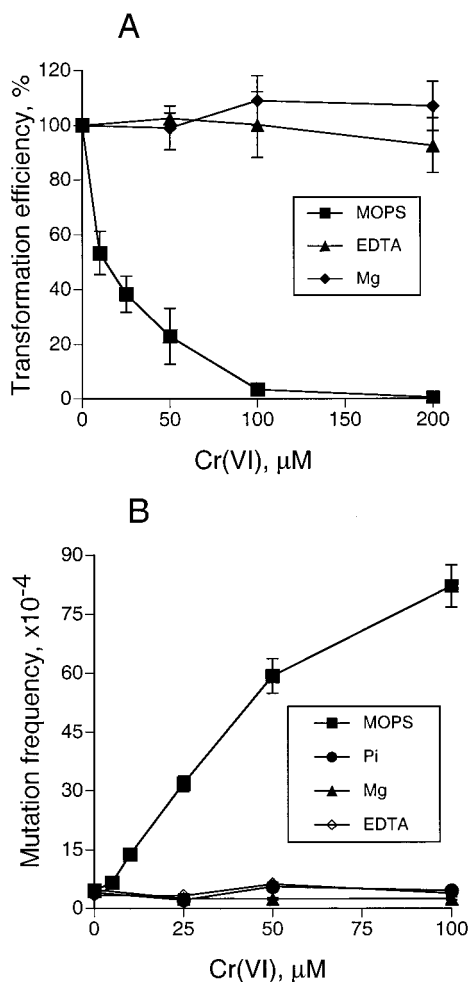 A
Transformation efficiency, %
120
100
80
60
40
20
0
MOPS
EDTA
Mg
0 50 100 150 200
Cr(VI), μM
B
Mutation frequency, x10⁻⁴
90
75
60
45
30
15
0
MOPS
Pi
Mg
EDTA
0 25 50 75 100
Cr(VI), μM